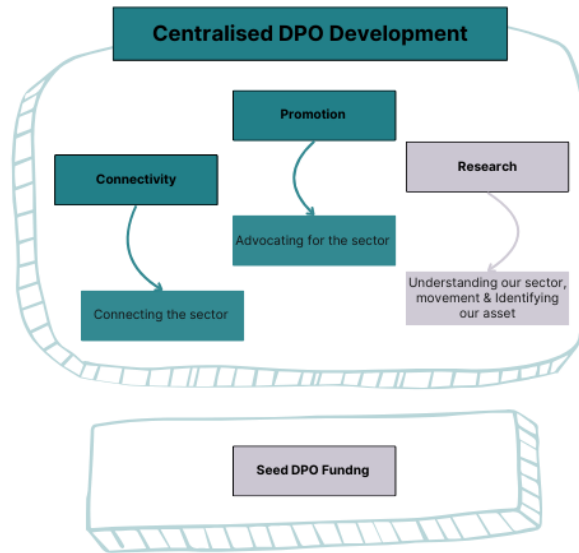 Centralised DPO Development
Promotion
Connectivity
Research
Advocating for the sector
Understanding our sector,
movement & Identifying
our asset
Connecting the sector
Seed DPO Fundng